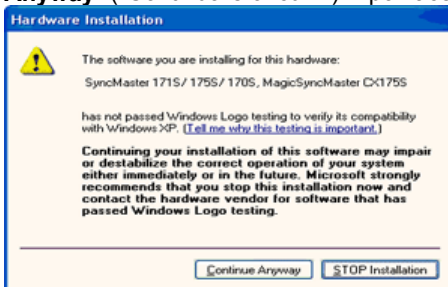 Hardware Installation
The software you are installing for this hardware:
SyncMaster 171S/ 175S/ 170S, MagicSyncMaster CX175S
has not passed Windows Logo testing to verify its compatibility
with Windows XP. (Tell me why this testing is important.)
Continuing your installation of this software may impair
or destabilize the correct operation of your system
either immediately or in the future. Microsoft strongly
recommends that you stop this installation now and
contact the hardware vendor for software that has
passed Windows Logo testing.
Continue Anyway STOP Installation